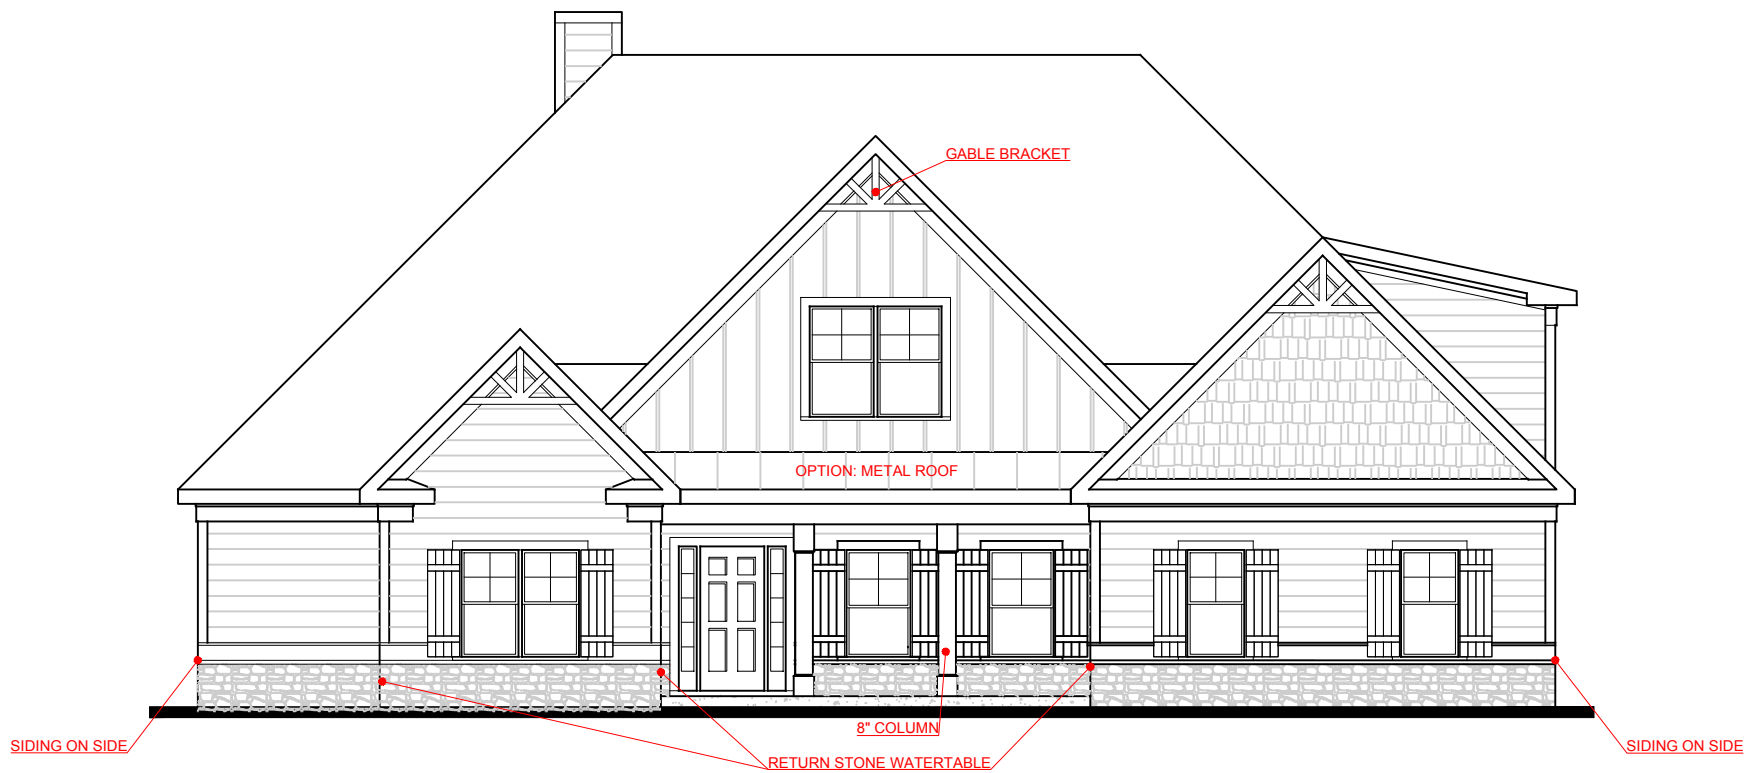 GABLE BRACKET
OPTION: METAL ROOF
8" COLUMN
SIDING ON SIDE
SIDING ON SIDE
RETURN STONE WATERTABLE